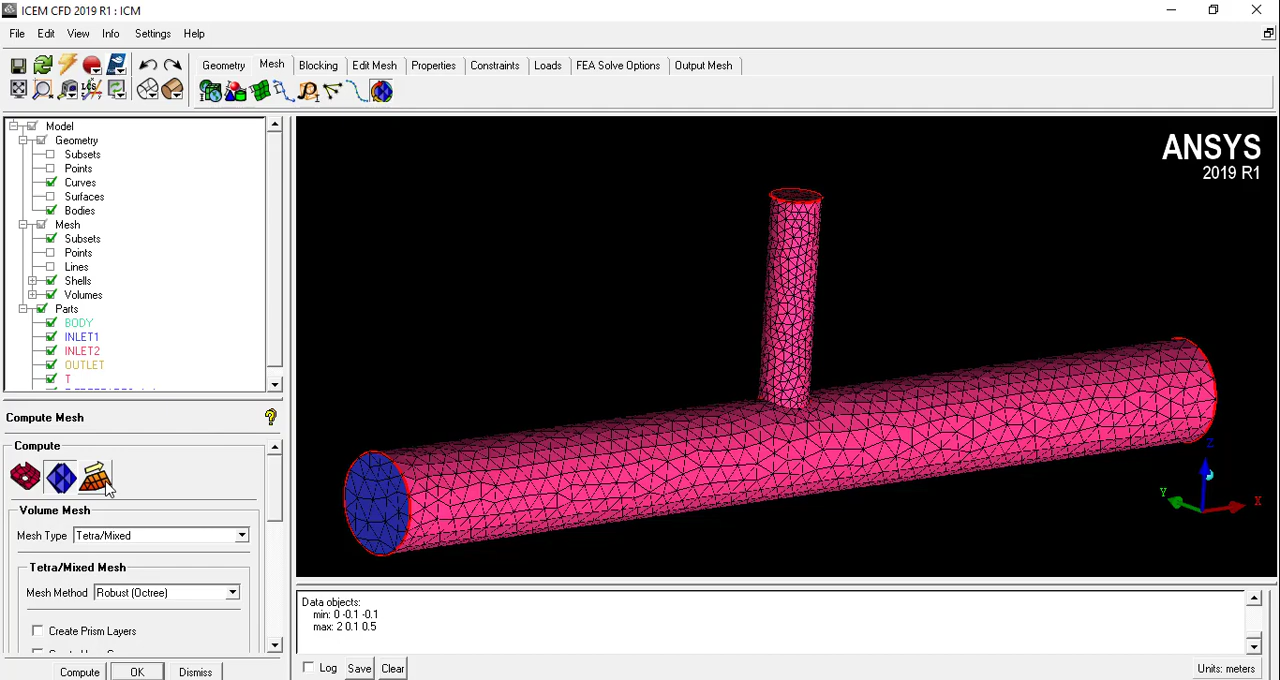 ICEM CFD 2019 R1 : ICM
File Edit View Info Settings Help
Geometry Mesh Blocking Edit Mesh Properties Constraints Loads FEA Solve Options Output Mesh
LCS
Model
Geometry
Subsets
Points
Curves
Surfaces
Bodies
Mesh
Subsets
Points
Lines
Shells
Volumes
Parts
BODY
INLET1
INLET2
OUTLET
T
ANSYS
2019 R1
Z
Y
X
Compute Mesh
Compute
Volume Mesh
Mesh Type Tetra/Mixed
Tetra/Mixed Mesh
Mesh Method Robust (Octree)
Create Prism Layers
Compute OK Dismiss
Data objects:
min: 0 -0.1 -0.1
max: 2 0.1 0.5
Log Save Clear
Units: meters